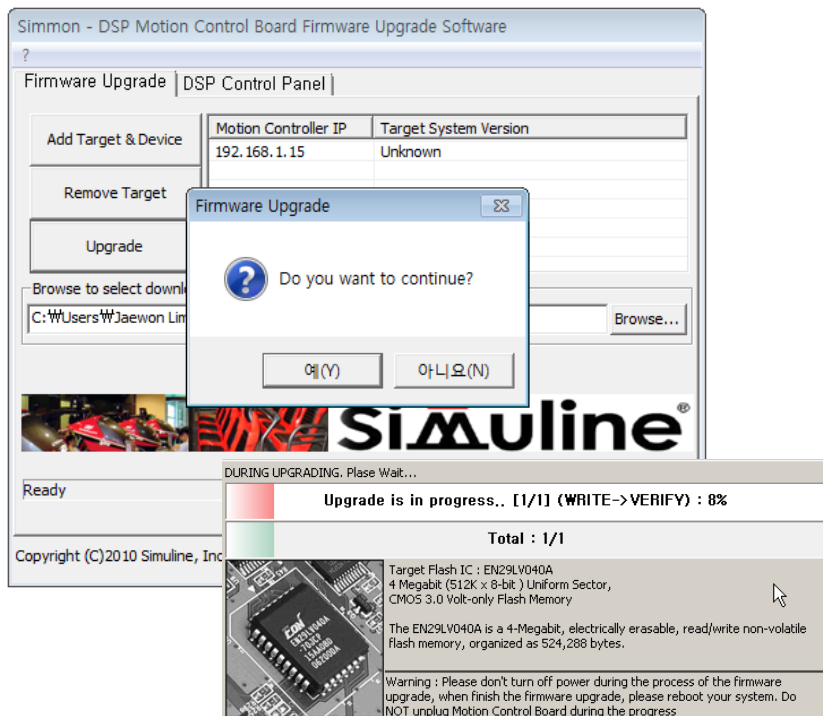 Simmon - DSP Motion Control Board Firmware Upgrade Software
?
Firmware Upgrade DSP Control Panel
Add Target & Device
Motion Controller IP Target System Version
192.168.1.15 Unknown
Remove Target
Upgrade
Firmware Upgrade
Do you want to continue?
예(Y) 아니요(N)
Browse to select downl
C:₩Users₩Jaewon Lim
Browse...
Simuline®
Ready
Copyright (C)2010 Simuline, Inc
DURING UPGRADING. Plase Wait...
Upgrade is in progress.. [1/1] (WRITE->VERIFY) : 8%
Total : 1/1
Target Flash IC : EN29LV040A
4 Megabit (512K x 8-bit ) Uniform Sector,
CMOS 3.0 Volt-only Flash Memory
The EN29LV040A is a 4-Megabit, electrically erasable, read/write non-volatile
flash memory, organized as 524,288 bytes.
Warning : Please don't turn off power during the process of the firmware
upgrade, when finish the firmware upgrade, please reboot your system. Do
NOT unplug Motion Control Board during the progress
EON
EN29LV040A